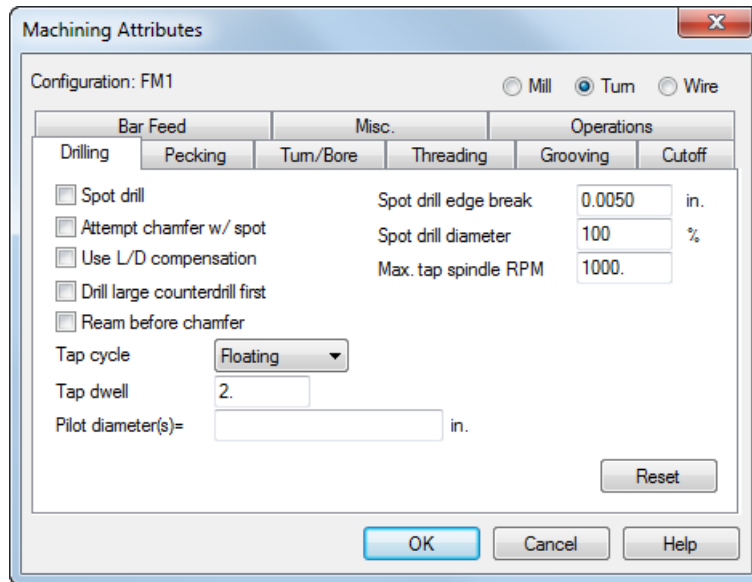 Machining Attributes
Configuration: FM1 Mill Turn Wire
Bar Feed Misc. Operations
Drilling Pecking Turn/Bore Threading Grooving Cutoff
Spot drill
Attempt chamfer w/ spot
Use L/D compensation
Drill large counterdrill first
Ream before chamfer
Spot drill edge break 0.0050 in.
Spot drill diameter 100 %
Max. tap spindle RPM 1000.
Tap cycle Floating
Tap dwell 2.
Pilot diameter(s)= in.
Reset
OK Cancel Help